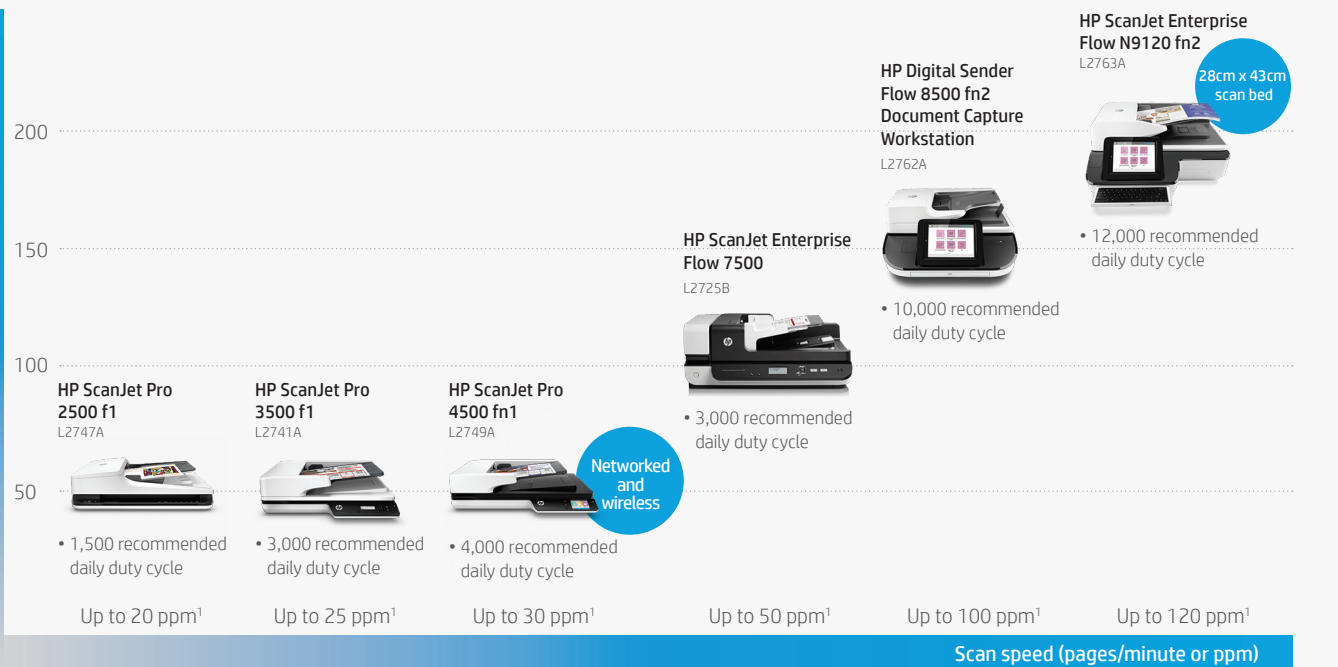 HP ScanJet Enterprise
Flow N9120 fn2
L2763A
28cm x 43cm
scan bed
HP Digital Sender
Flow 8500 fn2
Document Capture
Workstation
L2762A
200
• 12,000 recommended
daily duty cycle
HP ScanJet Enterprise
Flow 7500
L2725B
150
• 10,000 recommended
daily duty cycle
100
HP ScanJet Pro
2500 f1
L2747A
HP ScanJet Pro
3500 f1
L2741A
HP ScanJet Pro
4500 fn1
L2749A
• 3,000 recommended
daily duty cycle
Networked
and
wireless
50
• 1,500 recommended
daily duty cycle
• 3,000 recommended
daily duty cycle
• 4,000 recommended
daily duty cycle
Up to 20 ppm¹
Up to 25 ppm¹
Up to 30 ppm¹
Up to 50 ppm¹
Up to 100 ppm¹
Up to 120 ppm¹
Scan speed (pages/minute or ppm)